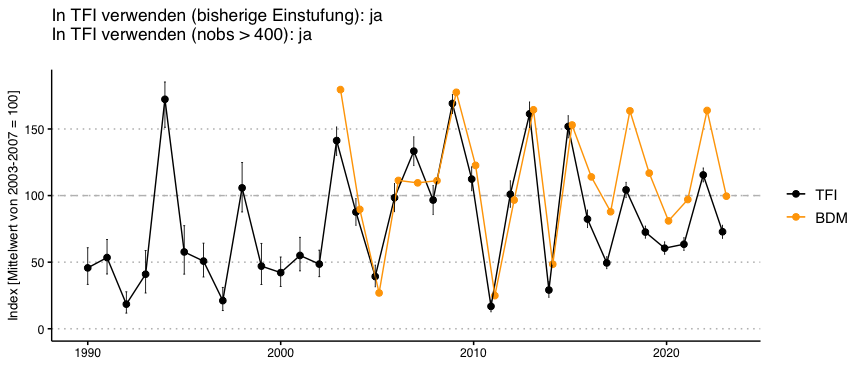 In TFI verwenden (bisherige Einstufung): ja
In TFI verwenden (nobs > 400): ja
Index [Mittelwert von 2003-2007 = 100]
150
100
50
0
1990
2000
2010
2020
TFI
BDM